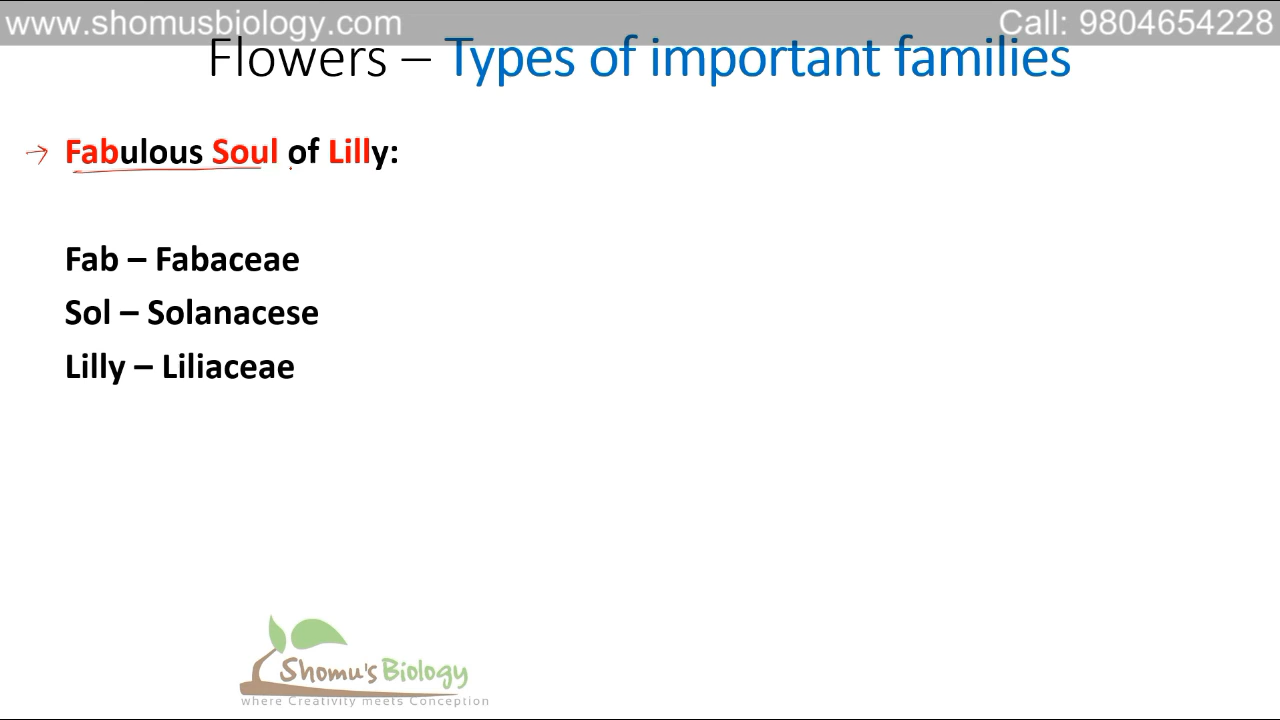 www.shomusbiology.com
Call: 9804654228
Flowers – Types of important families
Fabulous Soul of Lilly:
Fab – Fabaceae
Sol – Solanacese
Lilly – Liliaceae
Shomu's Biology
where Creativity meets Conception